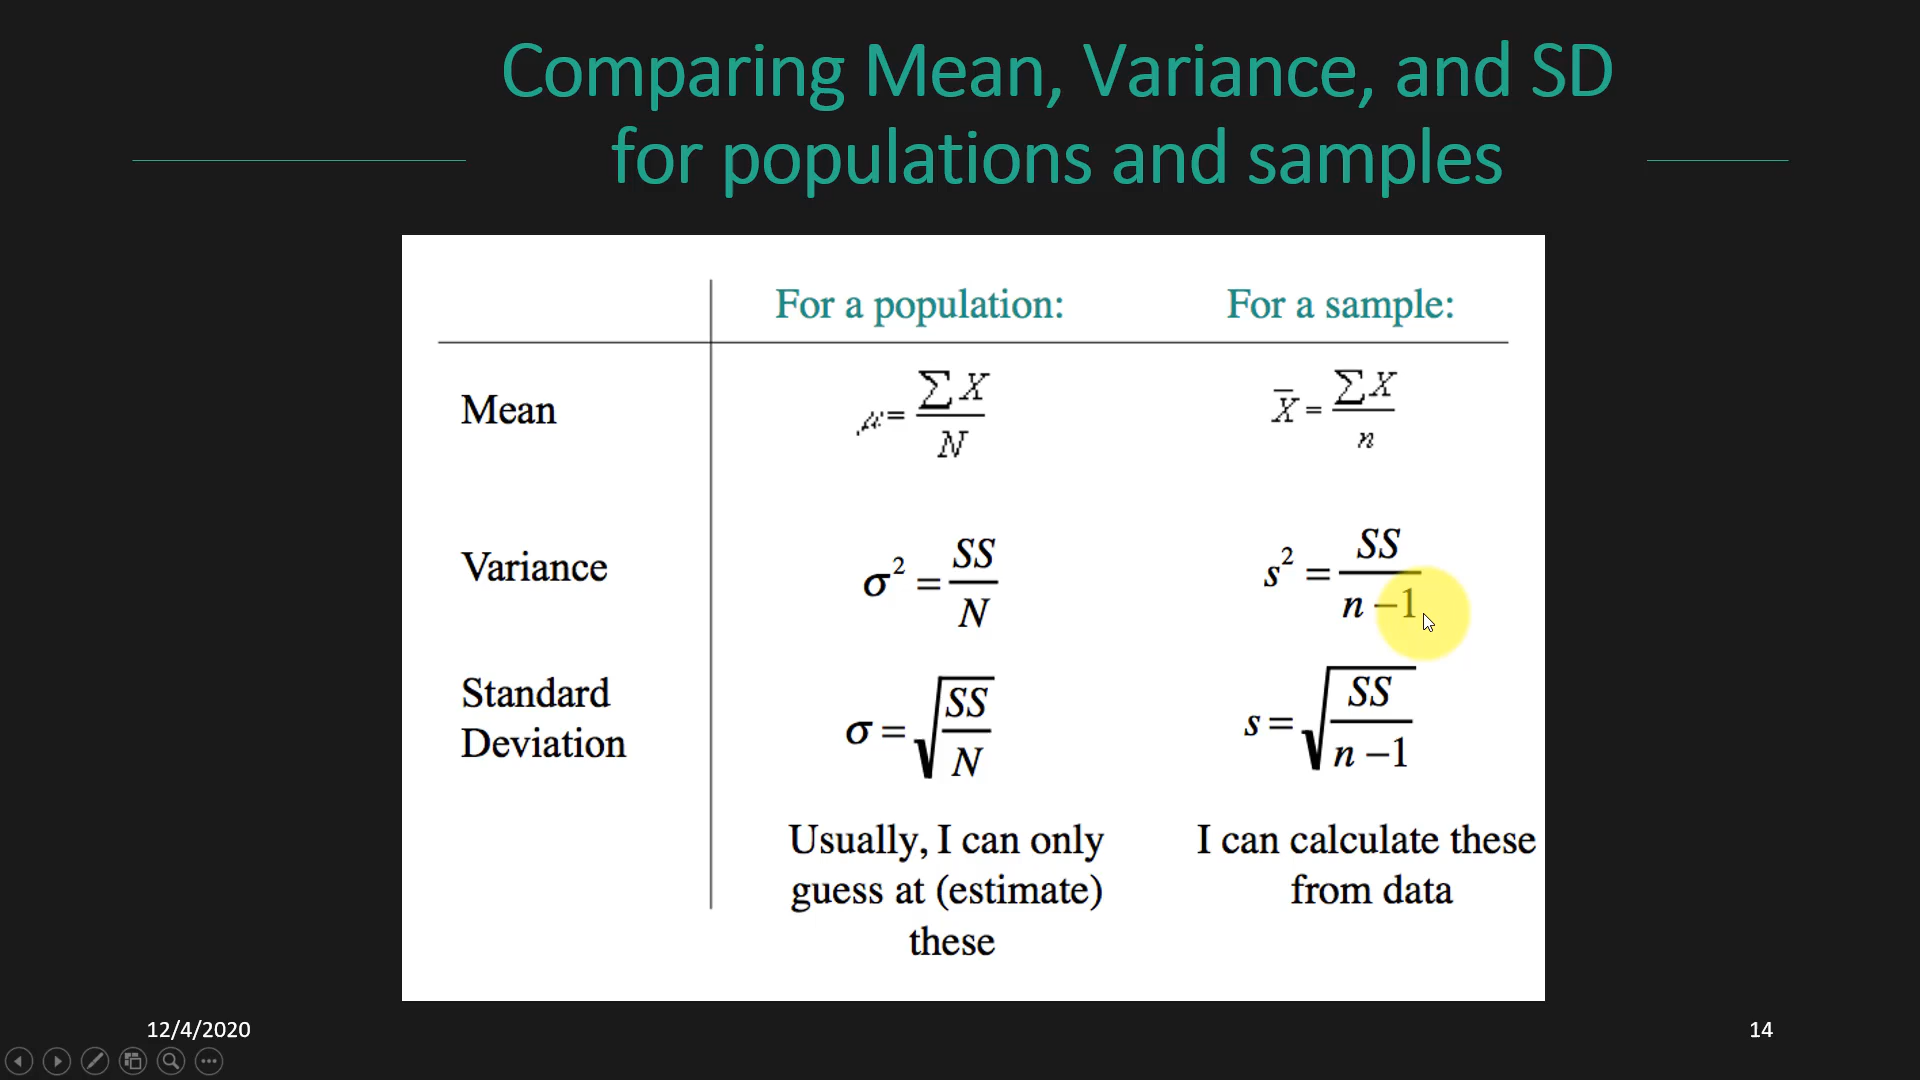 Comparing Mean, Variance, and SD
for populations and samples
For a population: For a sample:
Mean μ = ∑X / N X̄ = ∑X / n
Variance σ² = SS / N s² = SS / n − 1
Standard Deviation σ = √(SS / N) s = √(SS / n − 1)
Usually, I can only
guess at (estimate)
these
I can calculate these
from data
12/4/2020
14